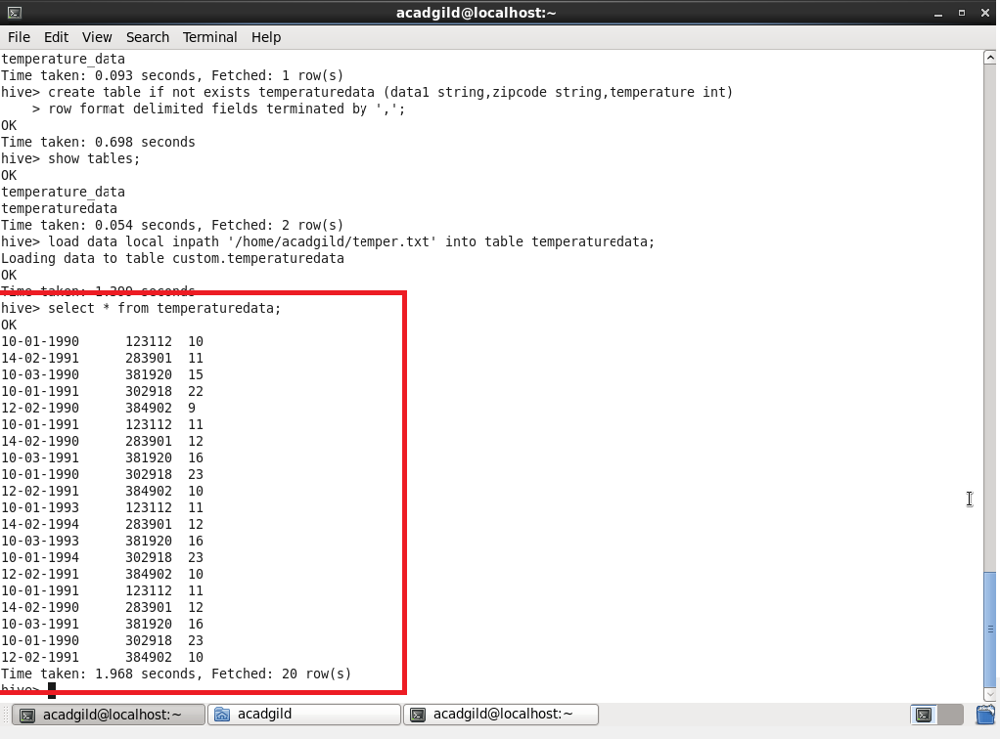 acadgild@localhost:~
File Edit View Search Terminal Help
temperature_data
Time taken: 0.093 seconds, Fetched: 1 row(s)
hive> create table if not exists temperaturedata (data1 string,zipcode string,temperature int)
    > row format delimited fields terminated by ',';
OK
Time taken: 0.698 seconds
hive> show tables;
OK
temperature_data
temperaturedata
Time taken: 0.054 seconds, Fetched: 2 row(s)
hive> load data local inpath '/home/acadgild/temper.txt' into table temperaturedata;
Loading data to table custom.temperaturedata
OK
Time taken: 1.309 seconds
hive> select * from temperaturedata;
OK
10-01-1990 123112 10
14-02-1991 283901 11
10-03-1990 381920 15
10-01-1991 302918 22
12-02-1990 384902 9
10-01-1991 123112 11
14-02-1990 283901 12
10-03-1991 381920 16
10-01-1990 302918 23
12-02-1991 384902 10
10-01-1993 123112 11
14-02-1994 283901 12
10-03-1993 381920 16
10-01-1994 302918 23
12-02-1991 384902 10
10-01-1991 123112 11
14-02-1990 283901 12
10-03-1991 381920 16
10-01-1990 302918 23
12-02-1991 384902 10
Time taken: 1.968 seconds, Fetched: 20 row(s)
hive>
acadgild@localhost:~ acadgild acadgild@localhost:~